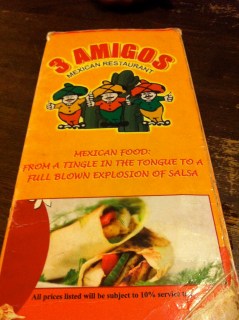 3 AMIGOS
MEXICAN RESTAURANT
MEXICAN FOOD:
FROM A TINGLE IN THE TONGUE TO A
FULL BLOWN EXPLOSION OF SALSA
All prices listed will be subject to 10% service